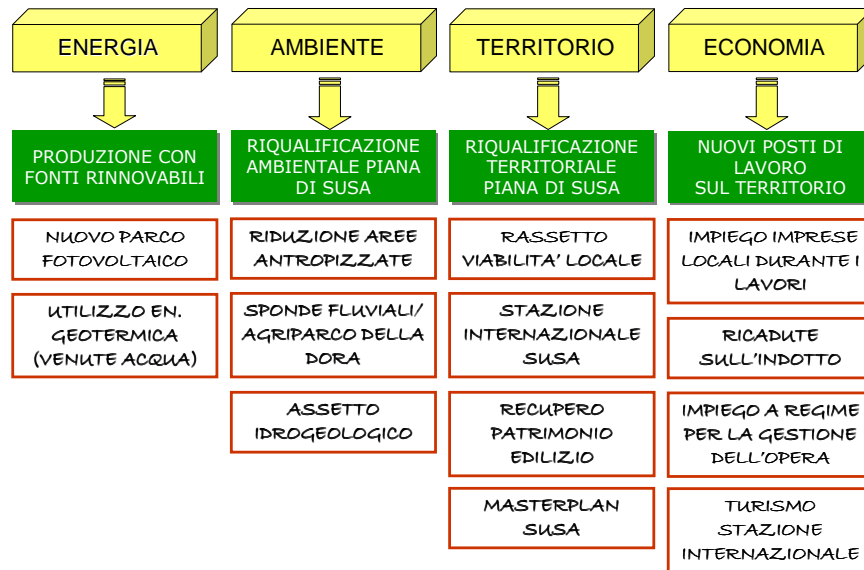 ENERGIA
PRODUZIONE CON
FONTI RINNOVABILI
NUOVO PARCO
FOTOVOLTAICO
UTILIZZO EN.
GEOTERMICA
(VENUTE ACQUA)
AMBIENTE
RIQUALIFICAZIONE
AMBIENTALE PIANA
DI SUSA
RIDUZIONE AREE
ANTROPIZZATE
SPONDE FLUVIALI/
AGRIPARCO DELLA
DORA
ASSETTO
IDROGEOLOGICO
TERRITORIO
RIQUALIFICAZIONE
TERRITORIALE
PIANA DI SUSA
RASSETTO
VIABILITA' LOCALE
STAZIONE
INTERNAZIONALE
SUSA
RECUPERO
PATRIMONIO
EDILIZIO
MASTERPLAN
SUSA
ECONOMIA
NUOVI POSTI DI
LAVORO
SUL TERRITORIO
IMPIEGO IMPRESE
LOCALI DURANTE I
LAVORI
RICADUTE
SULL'INDOTTO
IMPIEGO A REGIME
PER LA GESTIONE
DELL'OPERA
TURISMO
STAZIONE
INTERNAZIONALE